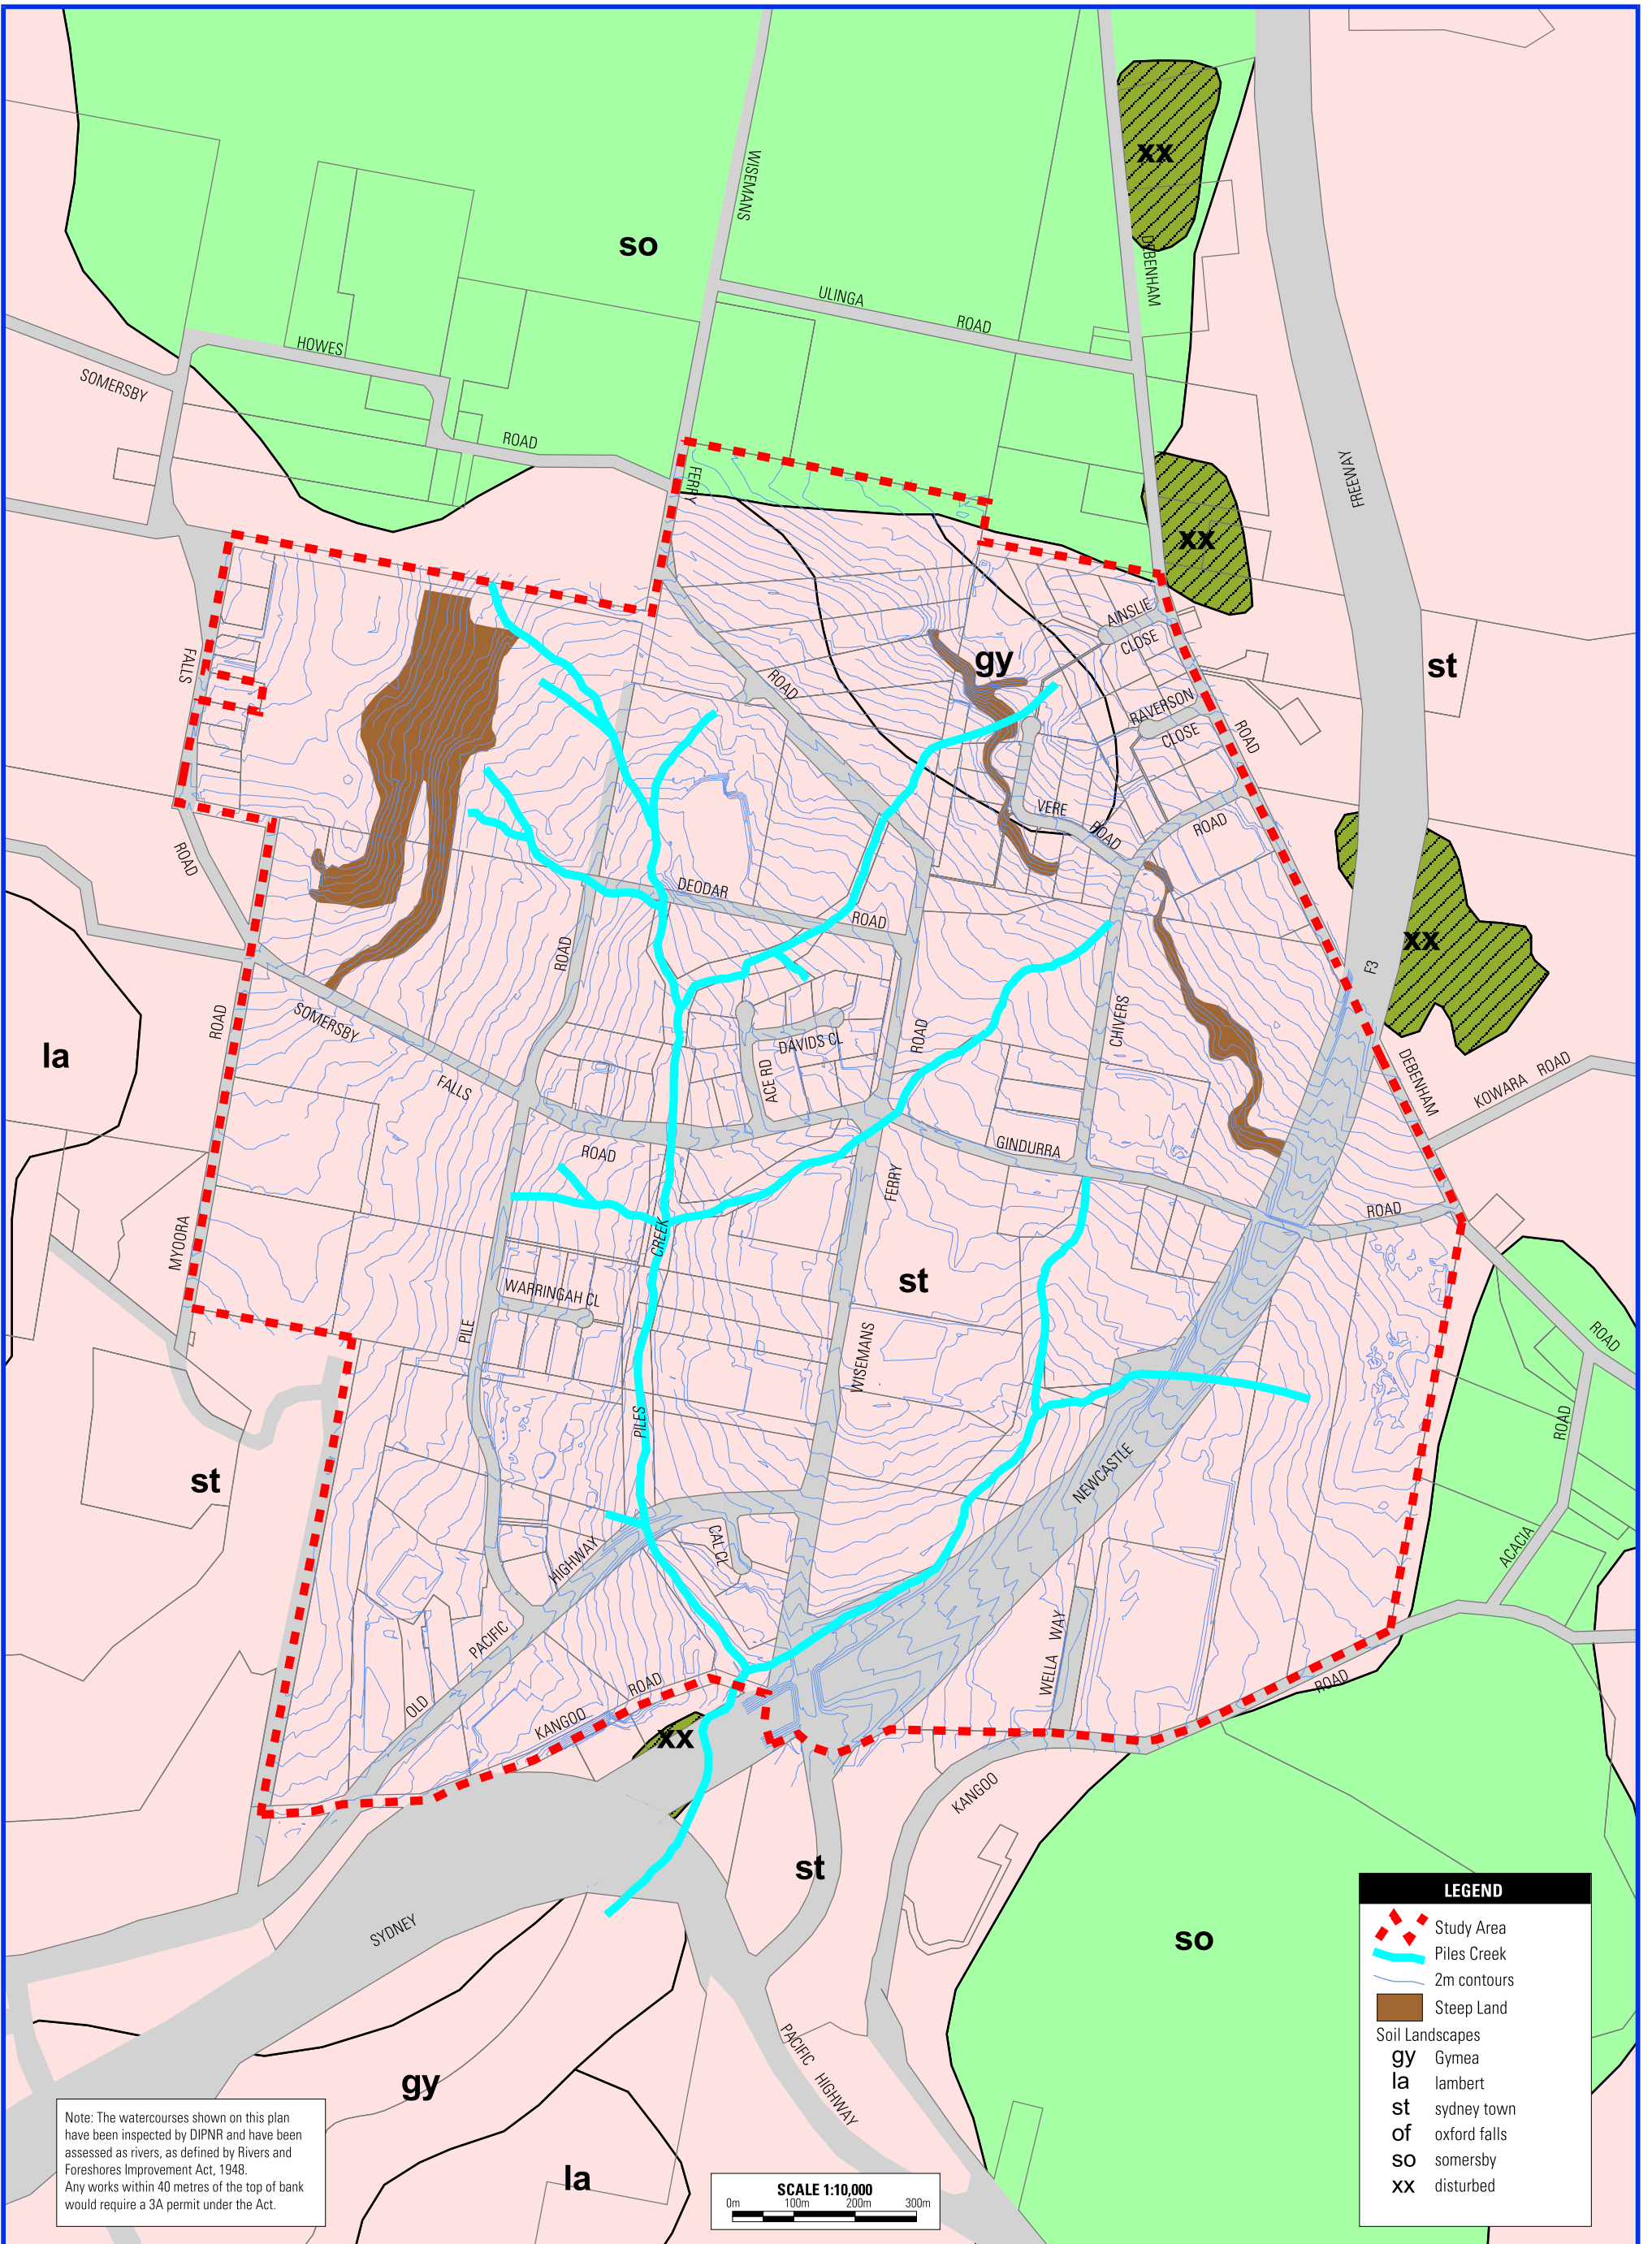 WISEMANS
xx
so
DEBENHAM
ULINGA
ROAD
HOWES
SOMERSBY
ROAD
FERRY
FREEWAY
xx
AINSLIE
CLOSE
gy
st
FALLS
ROAD
RAVERSON
CLOSE
ROAD
VERE
ROAD
ROAD
ROAD
DEODAR
ROAD
ROAD
xx
F3
SOMERSBY
ROAD
CHIVERS
ROAD
DAVIDS CL
ACE RD
la
FALLS
DEBENHAM
KOWARA ROAD
ROAD
GINDURRA
FERRY
ROAD
MYOORA
CREEK
st
WARRINGAH CL
PILE
WISEMANS
ROAD
PILES
ROAD
st
NEWCASTLE
CAL CL
HIGHWAY
ACACIA
PACIFIC
WELLA WAY
OLD
ROAD
ROAD
KANGOO
xx
KANGOO
st
SYDNEY
so
PACIFIC HIGHWAY
gy
la
LEGEND
Study Area
Piles Creek
2m contours
Steep Land
Soil Landscapes
gy Gymea
la lambert
st sydney town
of oxford falls
so somersby
xx disturbed
Note: The watercourses shown on this plan
have been inspected by DIPNR and have been
assessed as rivers, as defined by Rivers and
Foreshores Improvement Act, 1948.
Any works within 40 metres of the top of bank
would require a 3A permit under the Act.
SCALE 1:10,000
0m 100m 200m 300m